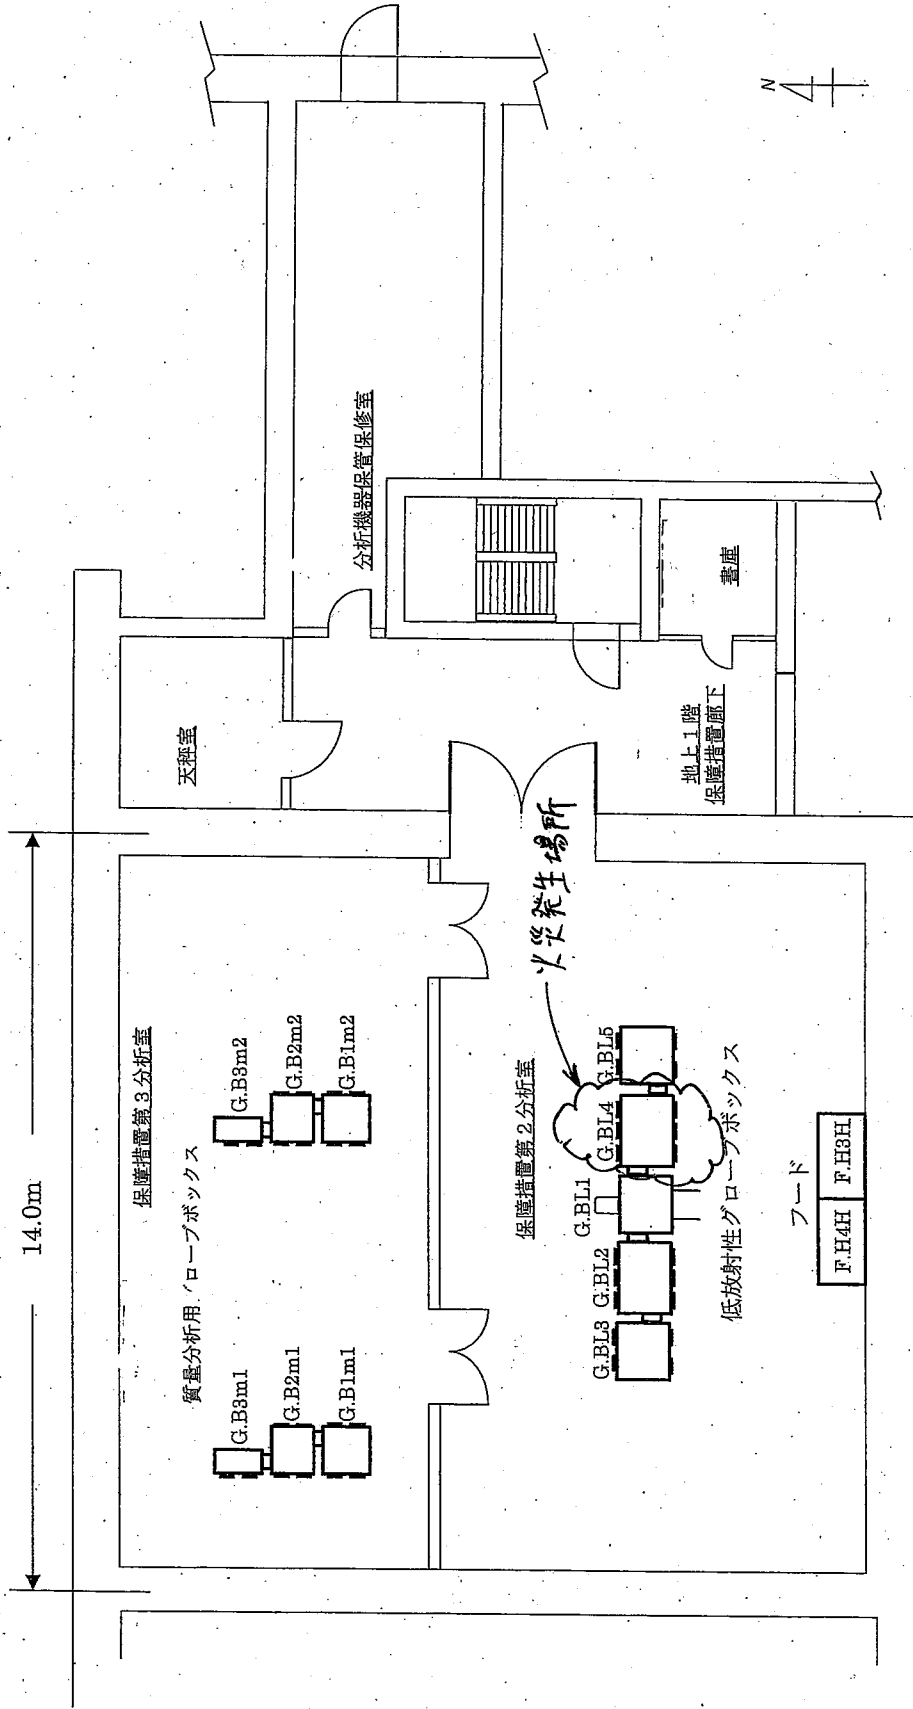 N
14.0m
保障措置第3分析室
質量分析用
ローブボックス
G.B3m1
G.B2m1
G.B1m1
G.B3m2
G.B2m2
G.B1m2
天秤室
分析機器保管保修室
書庫
地上1階
保障措置廊下
火災発生場所
保障措置第2分析室
G.BL3
G.BL2
G.BL1
G.BL4
G.BL5
低放射性グローブボックス
フード
F.H4H
F.H3H